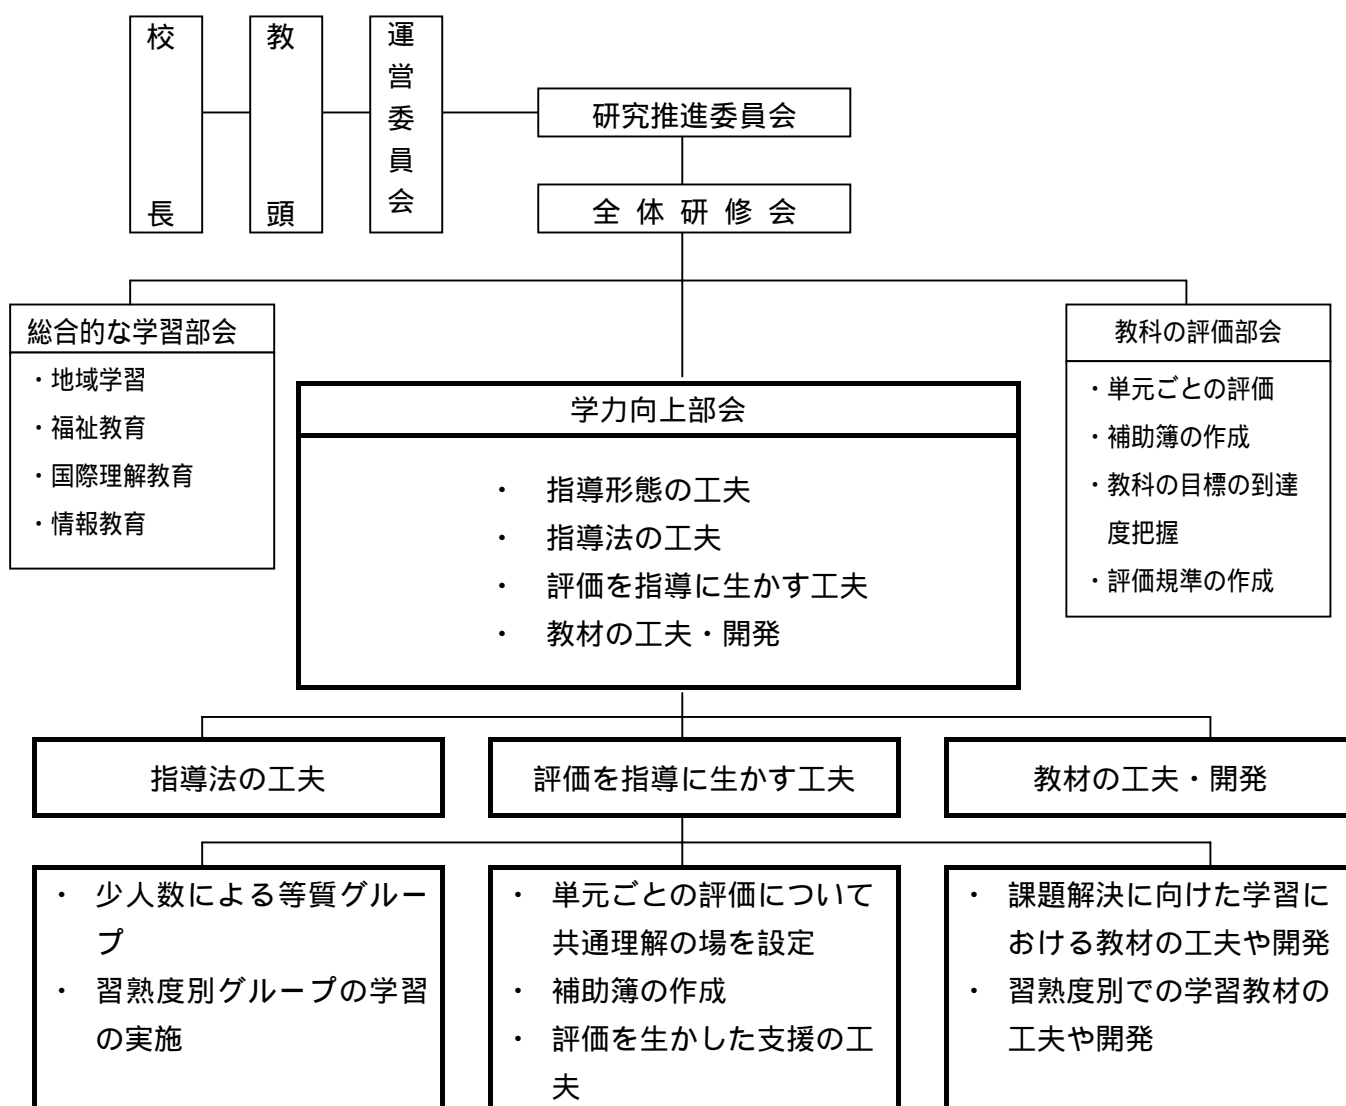 校長
教頭
運営委員会
研究推進委員会
全体研修会
総合的な学習部会
・地域学習
・福祉教育
・国際理解教育
・情報教育
学力向上部会
・ 指導形態の工夫
・ 指導法の工夫
・ 評価を指導に生かす工夫
・ 教材の工夫・開発
教科の評価部会
・単元ごとの評価
・補助簿の作成
・教科の目標の到達
度把握
・評価規準の作成
指導法の工夫
評価を指導に生かす工夫
教材の工夫・開発
・ 少人数による等質グルー
プ
・ 習熟度別グループの学習
の実施
・ 単元ごとの評価について
共通理解の場を設定
・ 補助簿の作成
・ 評価を生かした支援の工
夫
・ 課題解決に向けた学習に
おける教材の工夫や開発
・ 習熟度別での学習教材の
工夫や開発